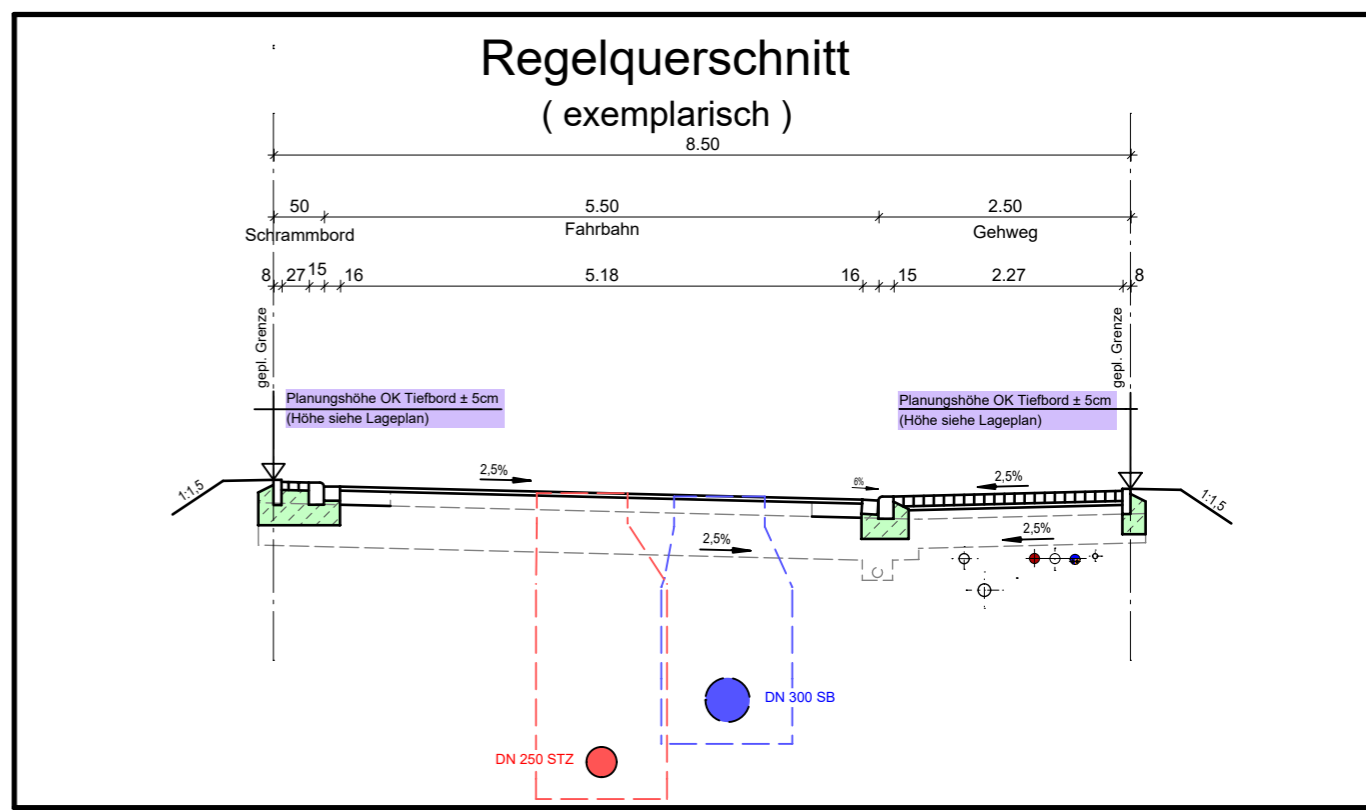 Regelquerschnitt
( exemplarisch )
8.50
50 5.50 2.50
Schrammbord Fahrbahn Gehweg
8 27 15 16 5.18 16 15 2.27 8
gepl. Grenze gepl. Grenze
Planungshöhe OK Tiefbord ± 5cm
(Höhe siehe Lageplan)
Planungshöhe OK Tiefbord ± 5cm
(Höhe siehe Lageplan)
1:1,5 2,5% 6% 2,5% 1:1,5
2,5% 2,5%
DN 300 SB
DN 250 STZ